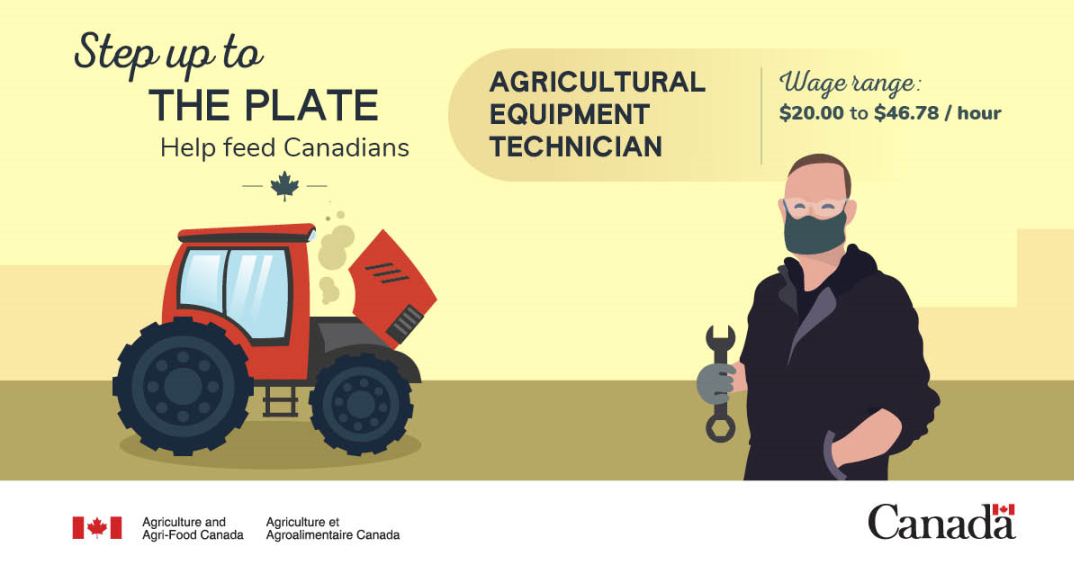 Step up to
THE PLATE
Help feed Canadians
AGRICULTURAL
EQUIPMENT
TECHNICIAN
Wage range:
$20.00 to $46.78 / hour
Agriculture and
Agri-Food Canada
Agriculture et
Agroalimentaire Canada
Canada